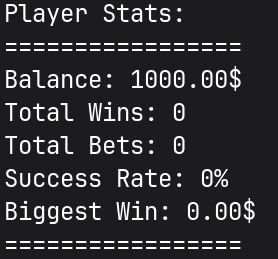 Player Stats:
=================
Balance: 1000.00$
Total Wins: 0
Total Bets: 0
Success Rate: 0%
Biggest Win: 0.00$
=================